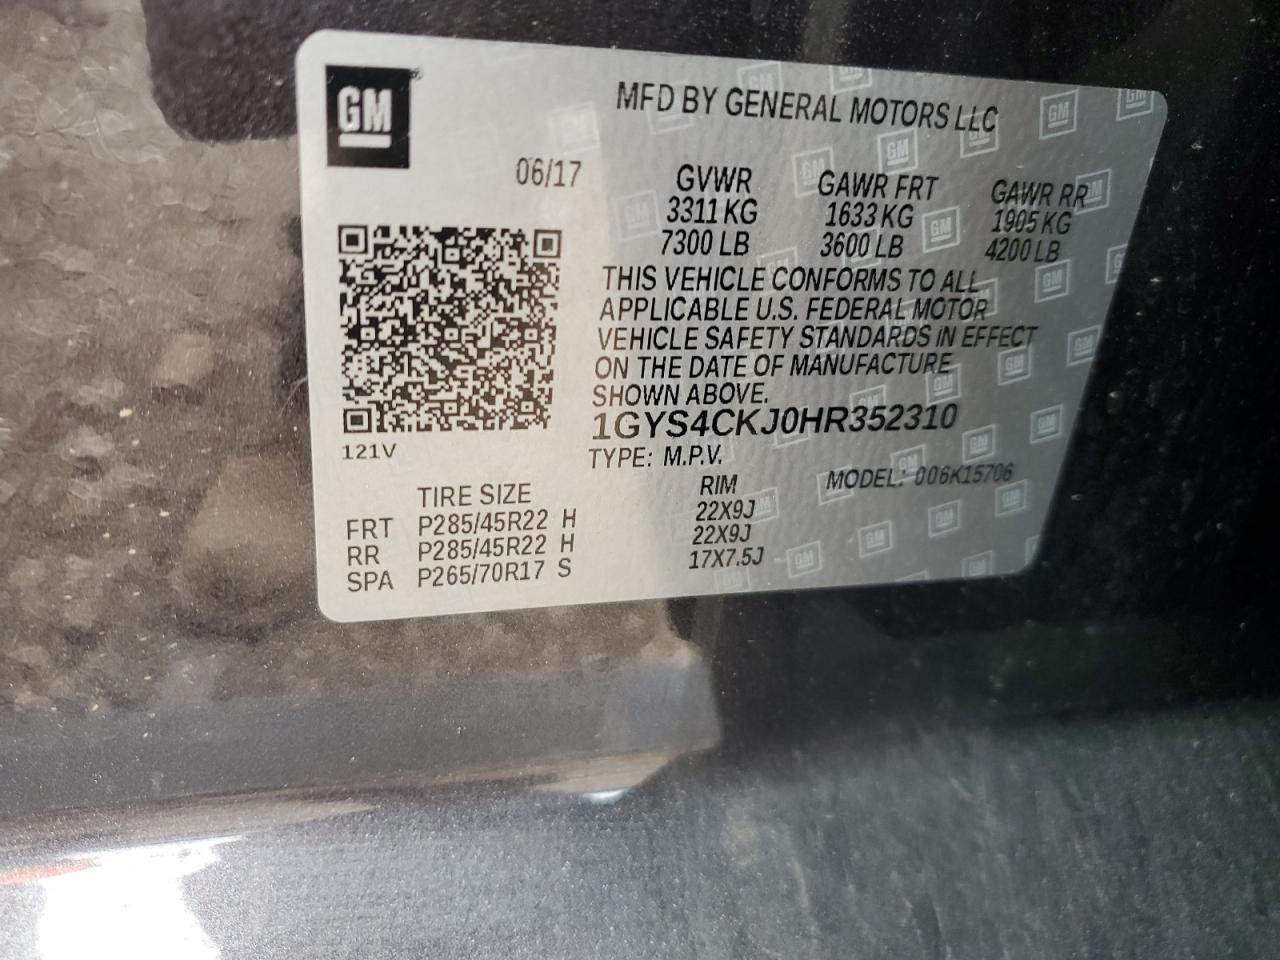 GM
MFD BY GENERAL MOTORS LLC
06/17
GVWR GAWR FRT GAWR RR
3311 KG 1633 KG 1905 KG
7300 LB 3600 LB 4200 LB
THIS VEHICLE CONFORMS TO ALL
APPLICABLE U.S. FEDERAL MOTOR
VEHICLE SAFETY STANDARDS IN EFFECT
ON THE DATE OF MANUFACTURE
SHOWN ABOVE.
1GYS4CKJ0HR352310
121V
TYPE: M.P.V. MODEL: 006K15706
TIRE SIZE RIM
FRT P285/45R22 H 22X9J
RR P285/45R22 H 22X9J
SPA P265/70R17 S 17X7.5J